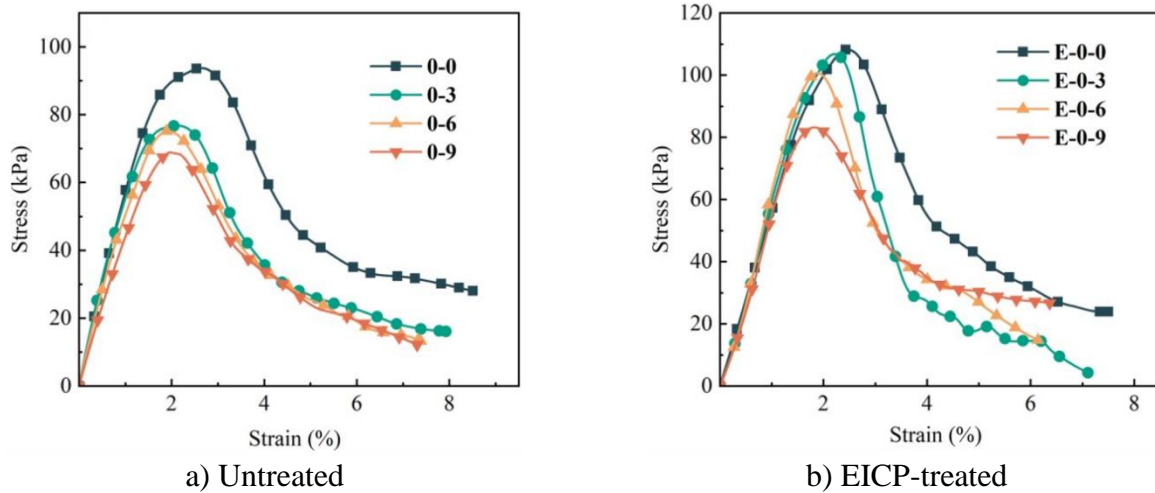 100
80
60
40
20
0
Stress (kPa)
0-0
0-3
0-6
0-9
0 2 4 6 8
Strain (%)
a) Untreated
120
100
80
60
40
20
0
Stress (kPa)
E-0-0
E-0-3
E-0-6
E-0-9
0 2 4 6 8
Strain (%)
b) EICP-treated